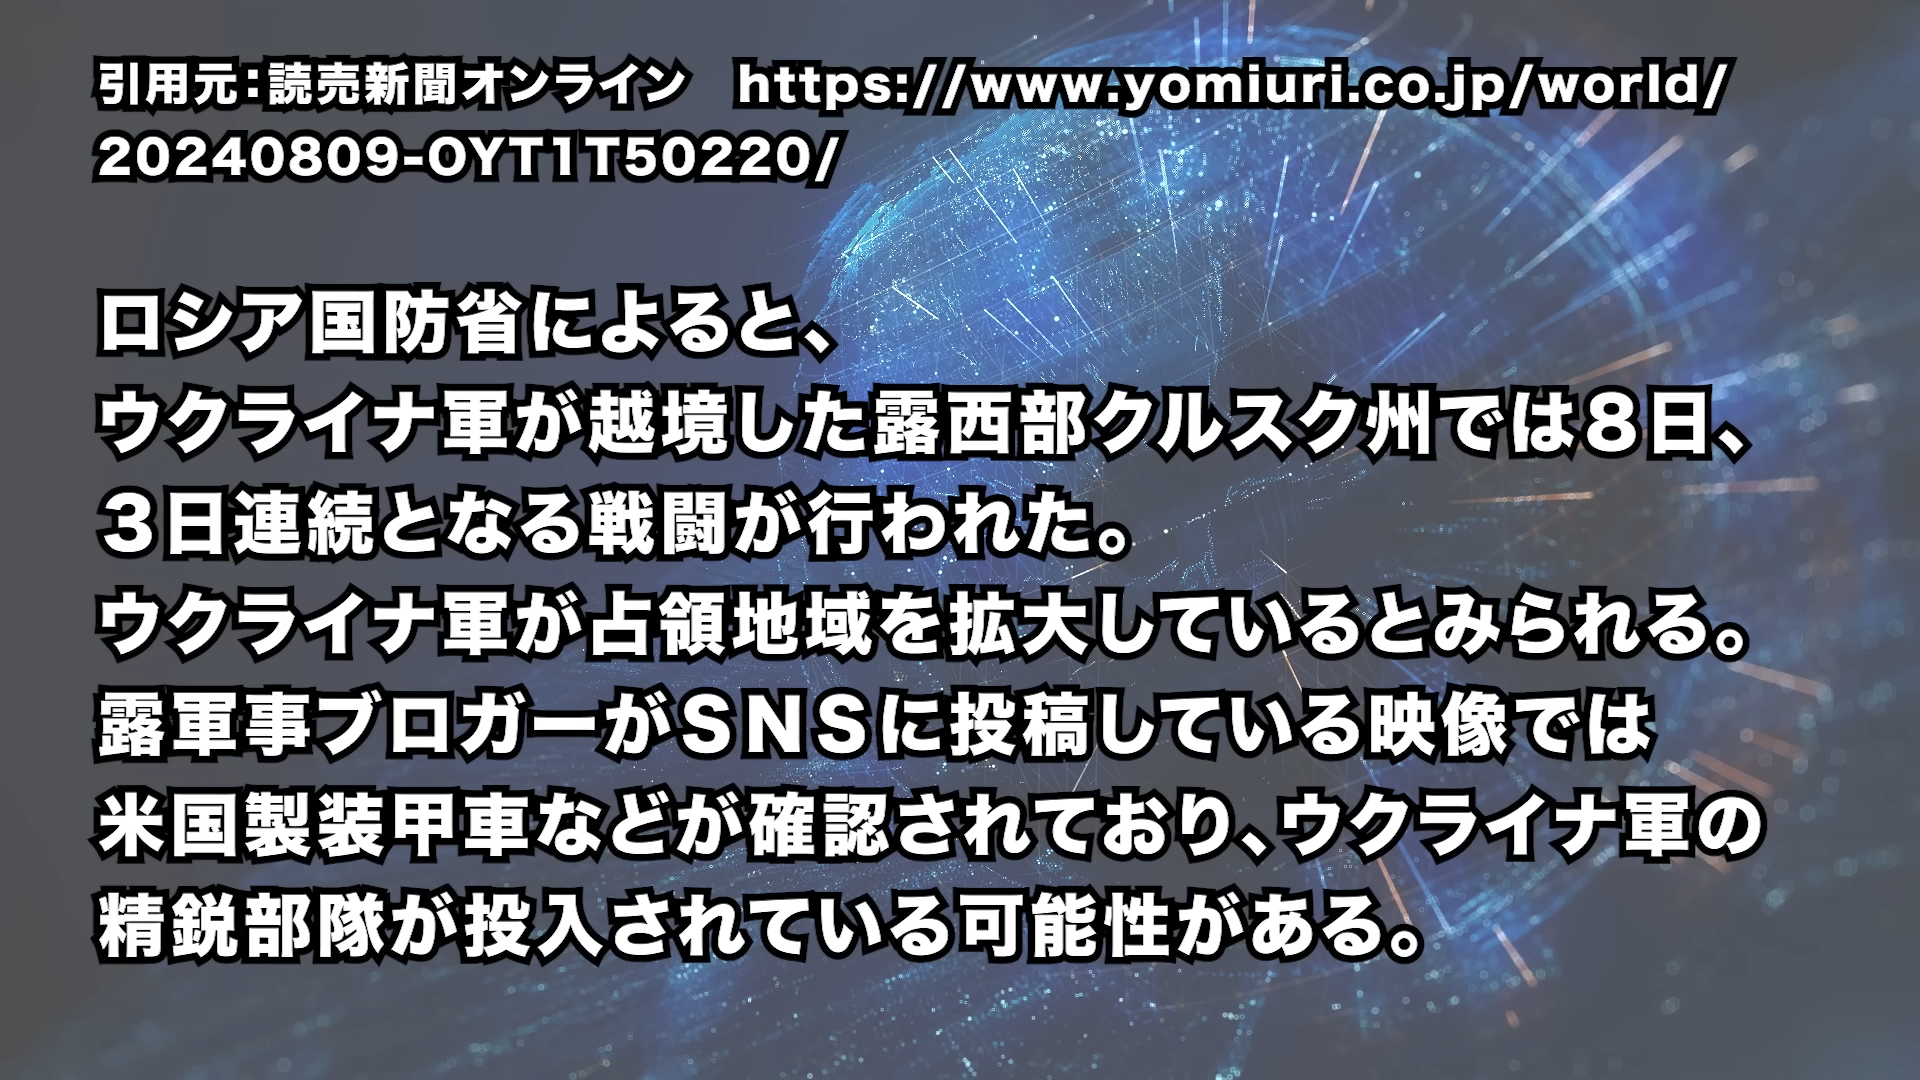 引用元：読売新聞オンライン　https://www.yomiuri.co.jp/world/
20240809-OYT1T50220/
ロシア国防省によると、
ウクライナ軍が越境した露西部クルスク州では８日、
３日連続となる戦闘が行われた。
ウクライナ軍が占領地域を拡大しているとみられる。
露軍事ブロガーがＳＮＳに投稿している映像では
米国製装甲車などが確認されており、ウクライナ軍の
精鋭部隊が投入されている可能性がある。